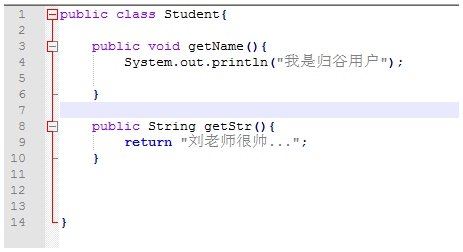 1 public class Student{
2
3 public void getName(){
4 System.out.println("我是归谷用户");
5
6 }
7
8 public String getStr(){
9 return "刘老师很帅...";
10 }
11
12
13
14 }